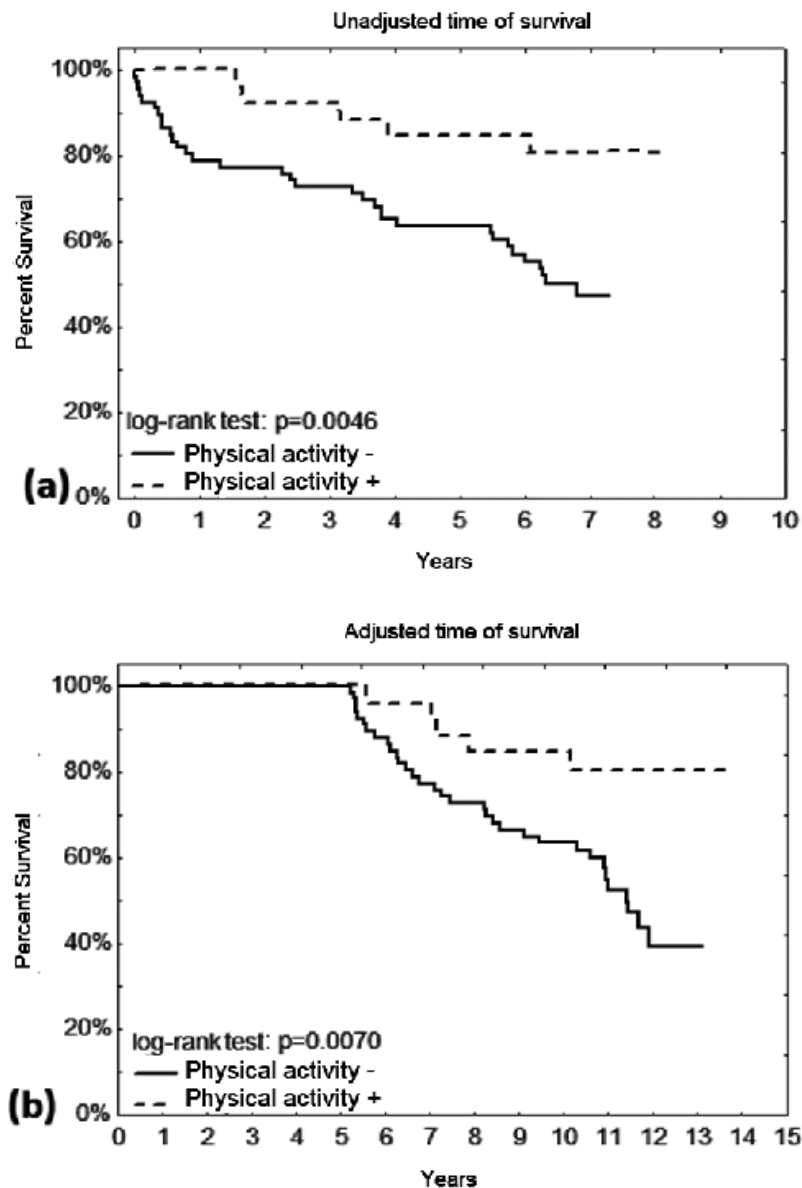 Unadjusted time of survival
100%
80%
60%
40%
20%
0%
Percent Survival
log-rank test: p=0.0046
Physical activity -
Physical activity +
(a)
0 1 2 3 4 5 6 7 8 9 10
Years
Adjusted time of survival
100%
80%
60%
40%
20%
0%
Percent Survival
log-rank test: p=0.0070
Physical activity -
Physical activity +
(b)
0 1 2 3 4 5 6 7 8 9 10 11 12 13 14 15
Years